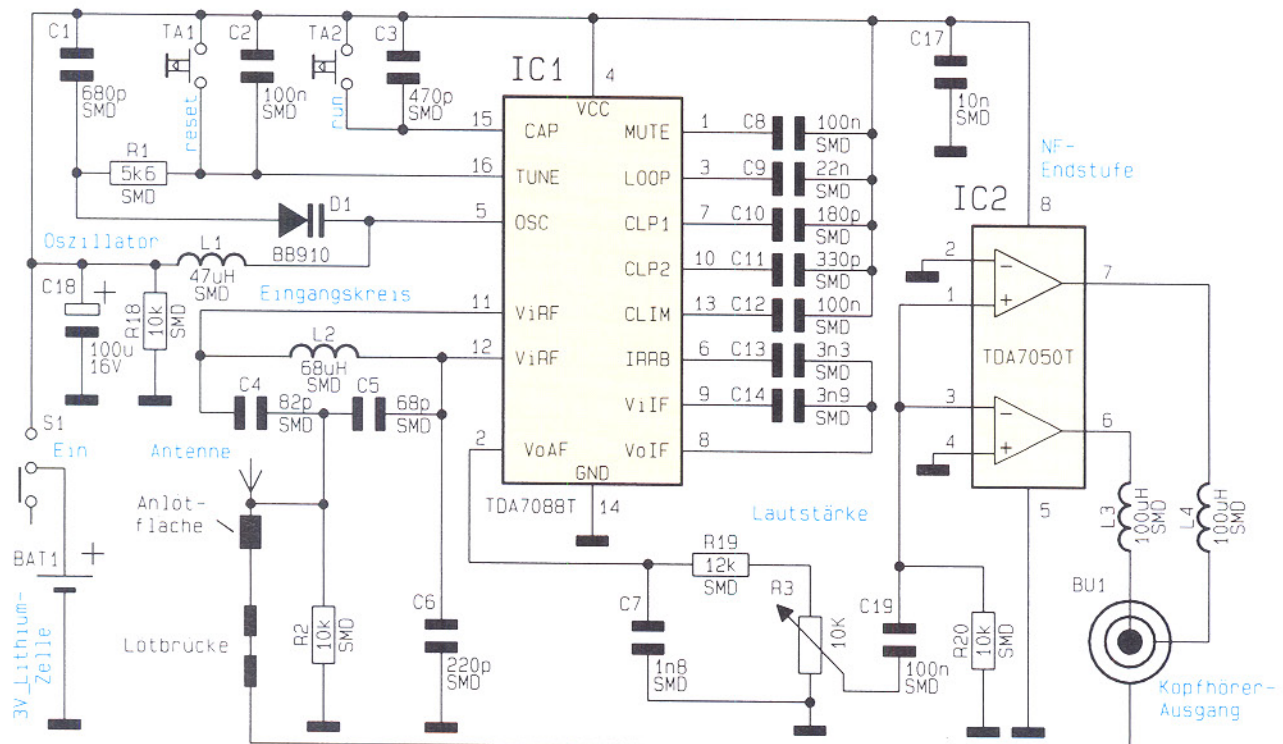 C1
680p
SMD
TA1
reset
C2
100n
SMD
TA2
run
C3
470p
SMD
R1
5k6
SMD
D1
BB910
Oszillator
L1
47uH
SMD
C18
+
100u
16V
R18
10k
SMD
Eingangskreis
L2
68uH
SMD
C4
82p
SMD
C5
68p
SMD
S1
Ein
Antenne
Anlöt-
fläche
BAT1
+
3V_Lithium-
Zelle
Lötbrücke
R2
10k
SMD
C6
220p
SMD
IC1
4
VCC
15
CAP
16
TUNE
5
OSC
11
ViRF
12
ViRF
2
VoAF
GND
14
TDA7088T
MUTE
1
C8
100n
SMD
LOOP
3
C9
22n
SMD
CLP1
7
C10
180p
SMD
CLP2
10
C11
330p
SMD
CLIM
13
C12
100n
SMD
IRRB
6
C13
3n3
SMD
ViIF
9
C14
3n9
SMD
VoIF
8
C17
10n
SMD
NF-
Endstufe
IC2
8
2
-
1
+
7
TDA7050T
3
-
4
+
6
5
Lautstärke
R19
12k
SMD
R3
10K
C7
1n8
SMD
C19
100n
SMD
R20
10k
SMD
L3
100uH
SMD
L4
100uH
SMD
BU1
Kopfhörer-
Ausgang